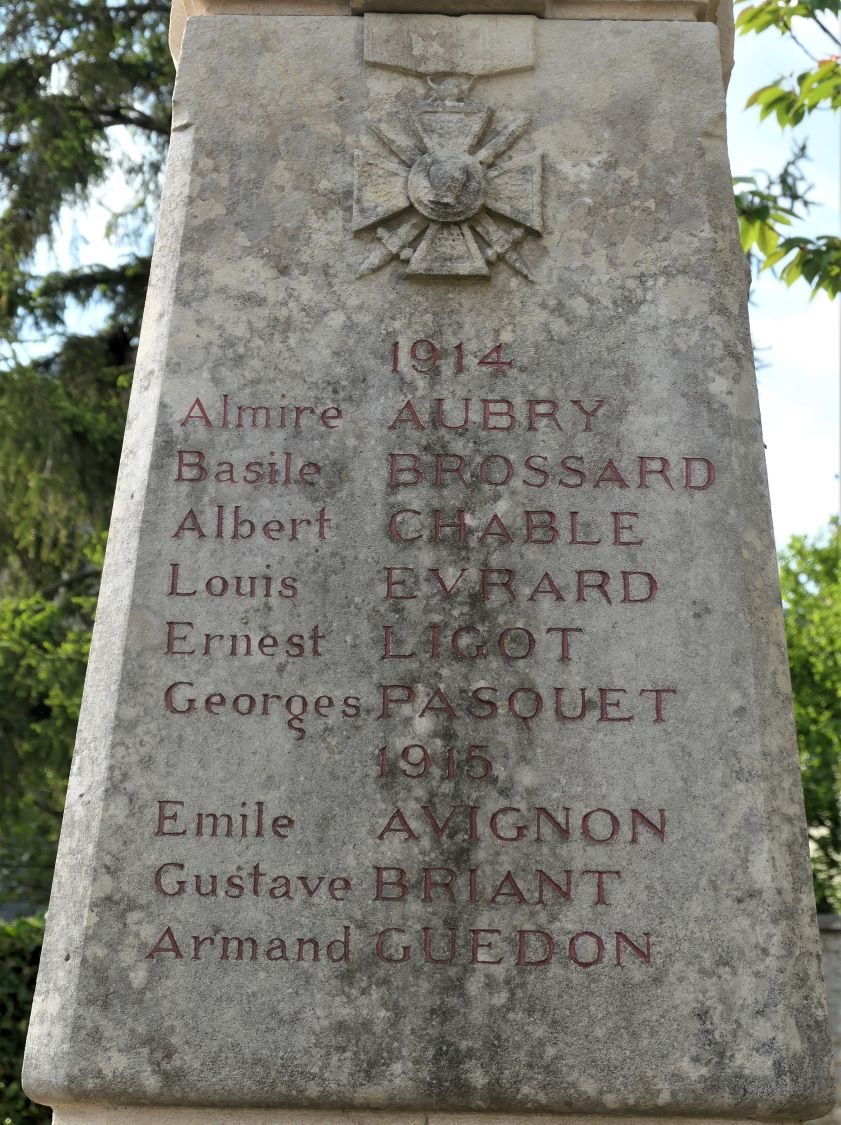 1914
Almire AUBRY
Basile BROSSARD
Albert CHABLE
Louis EVRARD
Ernest LIGOT
Georges PASQUET
1915
Emile AVIGNON
Gustave BRIANT
Armand GUEDON